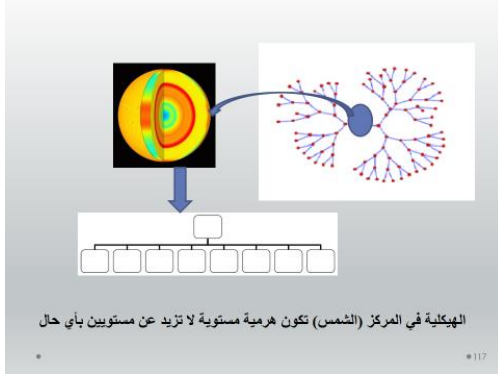 الهيكلية في المركز (الشمس) تكون هرمية مستوية لا تزيد عن مستويين بأي حال
117